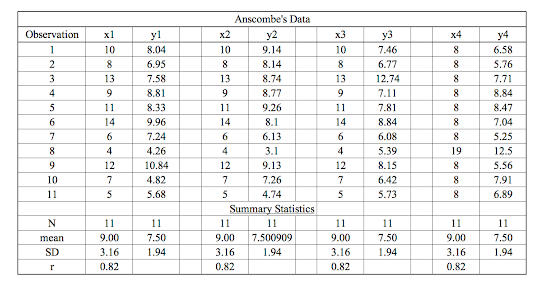 Anscombe's Data
Observation x1 y1 x2 y2 x3 y3 x4 y4
1 10 8.04 10 9.14 10 7.46 8 6.58
2 8 6.95 8 8.14 8 6.77 8 5.76
3 13 7.58 13 8.74 13 12.74 8 7.71
4 9 8.81 9 8.77 9 7.11 8 8.84
5 11 8.33 11 9.26 11 7.81 8 8.47
6 14 9.96 14 8.1 14 8.84 8 7.04
7 6 7.24 6 6.13 6 6.08 8 5.25
8 4 4.26 4 3.1 4 5.39 19 12.5
9 12 10.84 12 9.13 12 8.15 8 5.56
10 7 4.82 7 7.26 7 6.42 8 7.91
11 5 5.68 5 4.74 5 5.73 8 6.89
Summary Statistics
N 11 11 11 11 11 11 11 11
mean 9.00 7.50 9.00 7.500909 9.00 7.50 9.00 7.50
SD 3.16 1.94 3.16 1.94 3.16 1.94 3.16 1.94
r 0.82 0.82 0.82 0.82